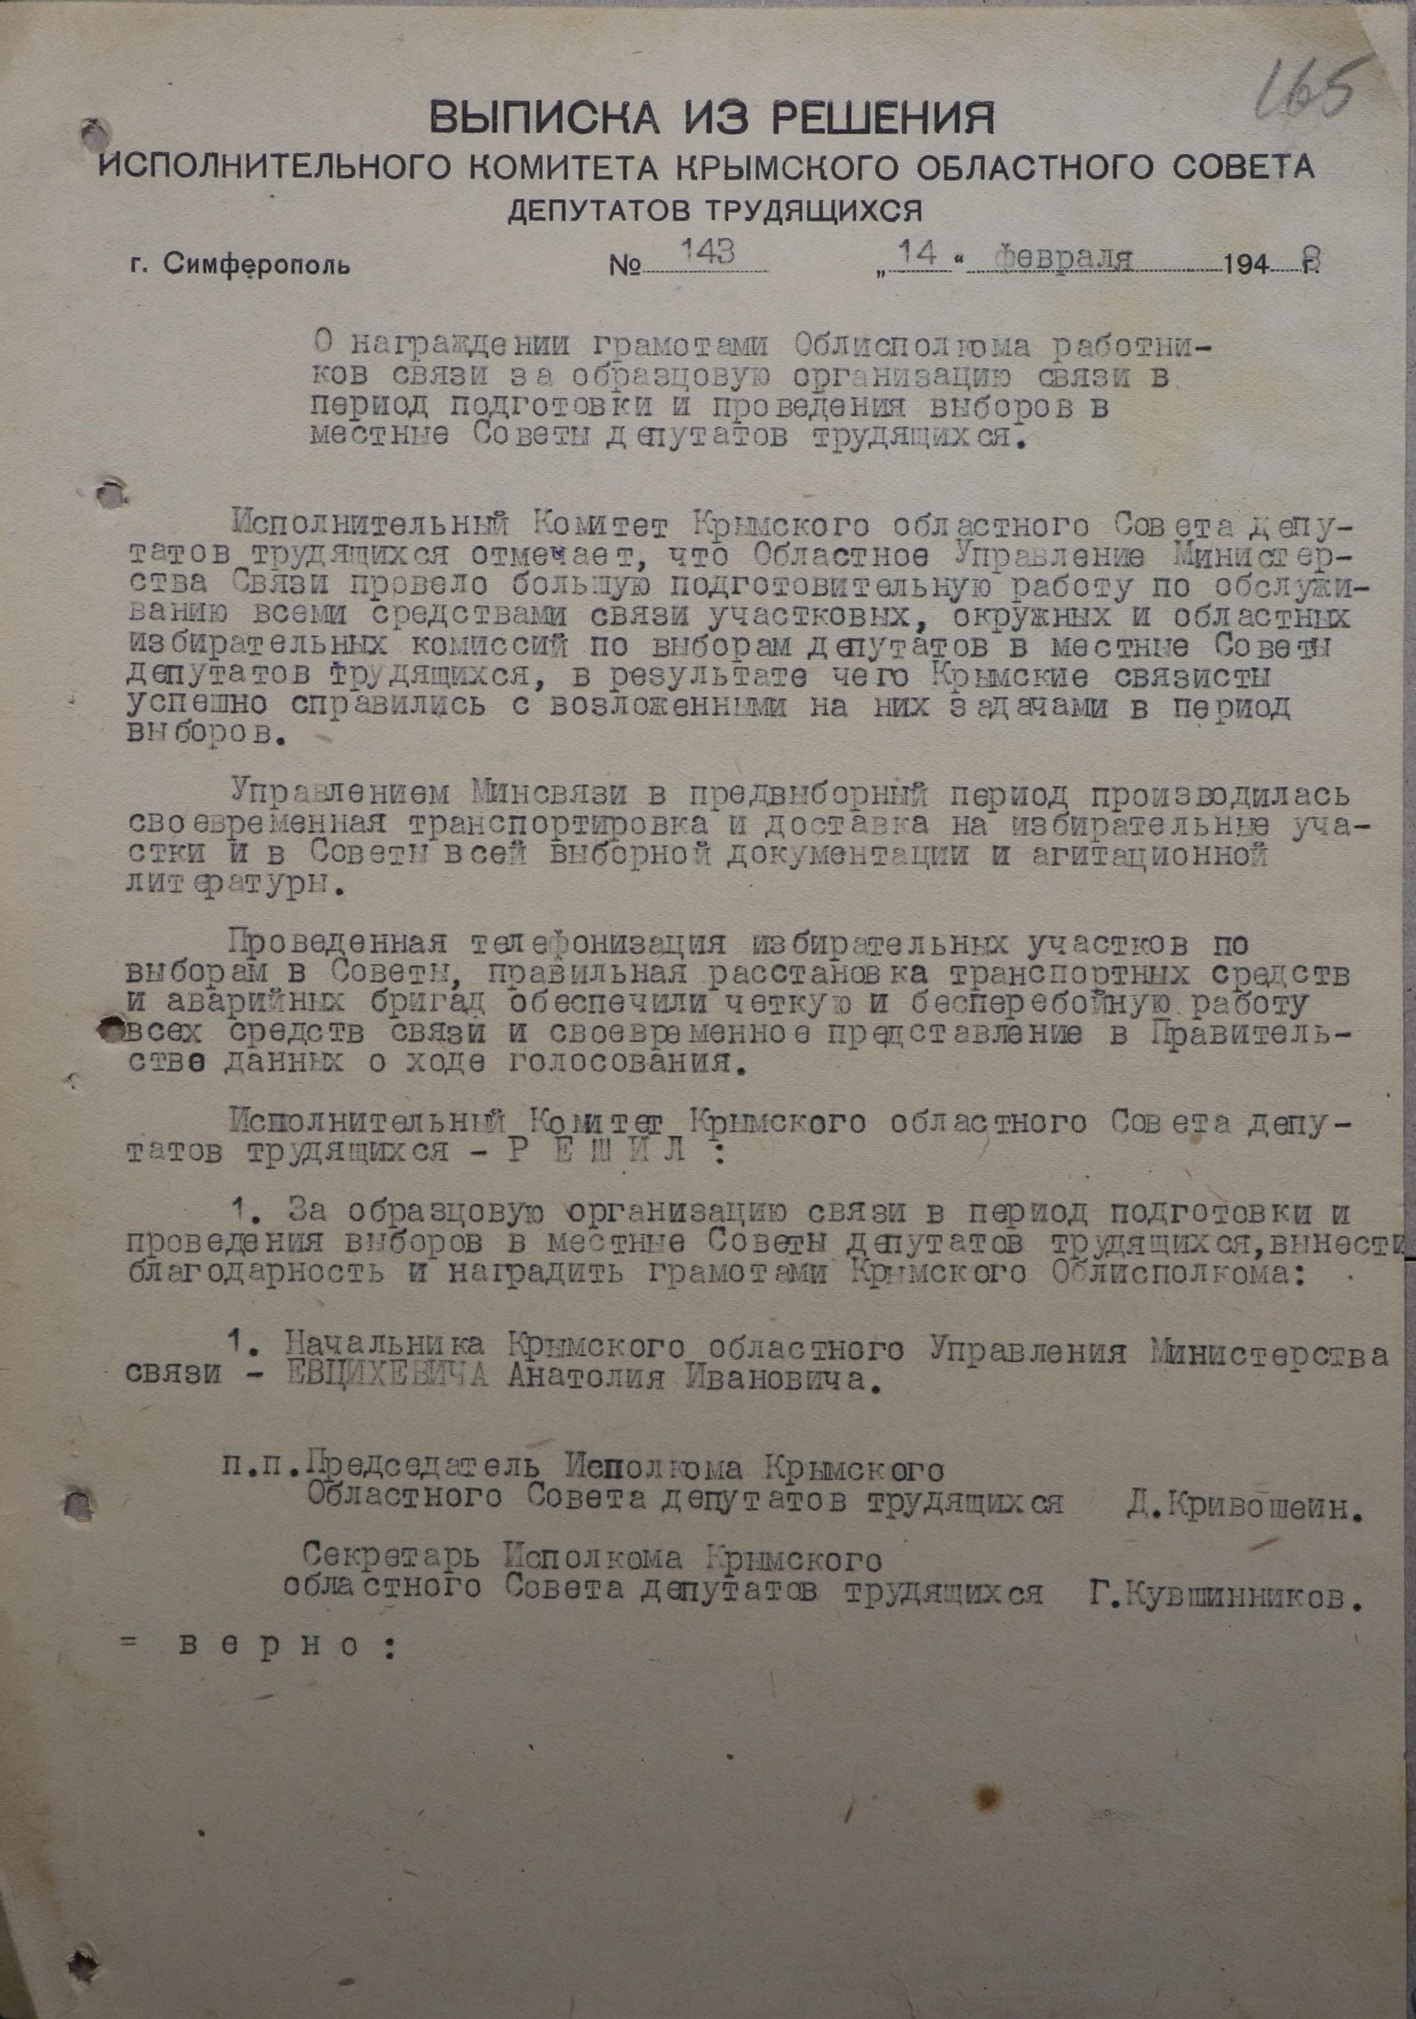 165
ВЫПИСКА ИЗ РЕШЕНИЯ
ИСПОЛНИТЕЛЬНОГО КОМИТЕТА КРЫМСКОГО ОБЛАСТНОГО СОВЕТА
ДЕПУТАТОВ ТРУДЯЩИХСЯ
г. Симферополь № 143 „14“ февраля 1948 г.
О награждении грамотами Облисполкома работни-
ков связи за образцовую организацию связи в
период подготовки и проведения выборов в
местные Советы депутатов трудящихся.
Исполнительный Комитет Крымского областного Совета депу-
татов трудящихся отмечает, что Областное Управление Министер-
ства Связи провело большую подготовительную работу по обслужи-
ванию всеми средствами связи участковых, окружных и областных
избирательных комиссий по выборам депутатов в местные Советы
депутатов трудящихся, в результате чего Крымские связисты
успешно справились с возложенными на них задачами в период
выборов.
Управлением Минсвязи в предвыборный период производилась
своевременная транспортировка и доставка на избирательные уча-
стки и в Советы всей выборной документации и агитационной
литературы.
Проведенная телефонизация избирательных участков по
выборам в Советы, правильная расстановка транспортных средств
и аварийных бригад обеспечили четкую и бесперебойную работу
всех средств связи и своевременное представление в Правитель-
стве данных о ходе голосования.
Исполнительный Комитет Крымского областного Совета депу-
татов трудящихся - Р Е Ш И Л :
1. За образцовую организацию связи в период подготовки и
проведения выборов в местные Советы депутатов трудящихся, вынести
благодарность и наградить грамотами Крымского Облисполкома:
1. Начальника Крымского областного Управления Министерства
связи - ЕВЦИХЕВИЧА Анатолия Ивановича.
п.п. Председатель Исполкома Крымского
Областного Совета депутатов трудящихся Д.Кривошеин.
Секретарь Исполкома Крымского
областного Совета депутатов трудящихся Г.Кувшинников.
= в е р н о :